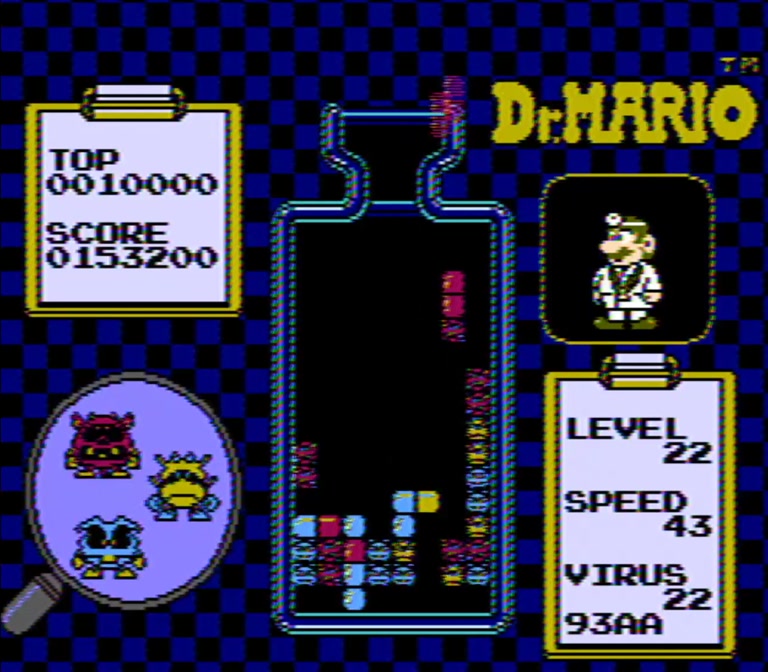 TM
Dr. MARIO
TOP
0010000
SCORE
0153200
LEVEL
22
SPEED
43
VIRUS
22
93AA